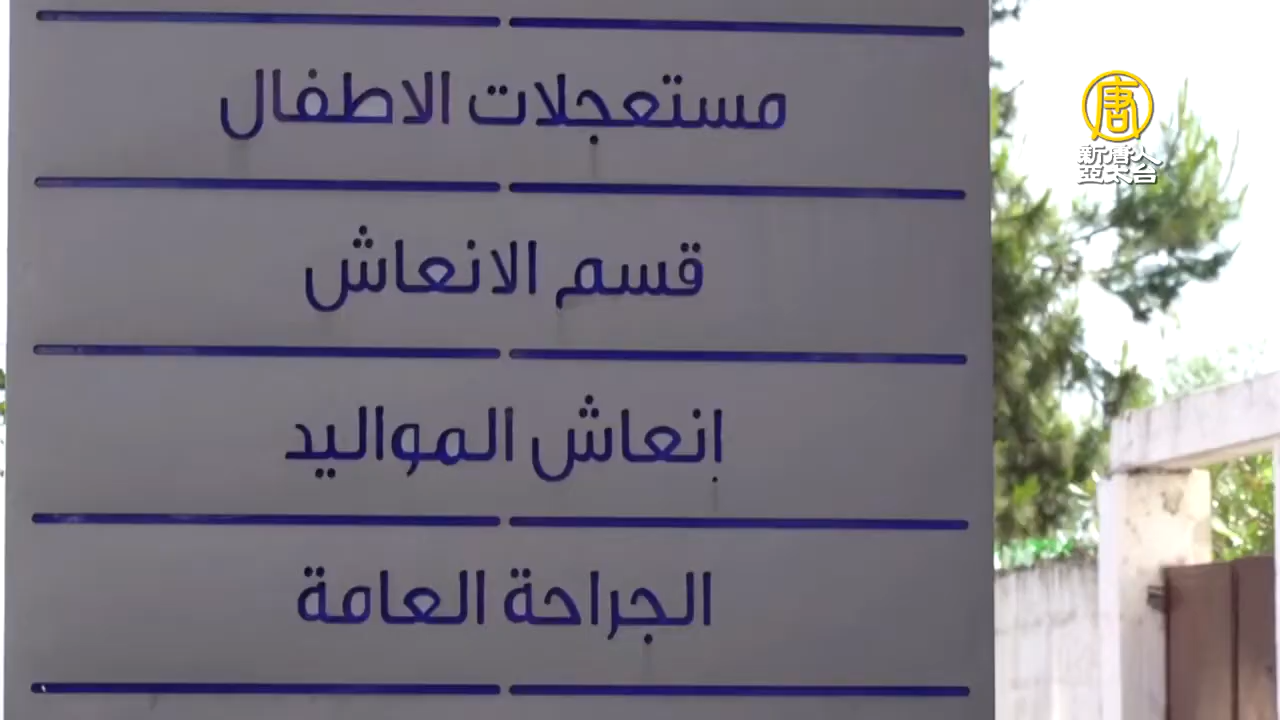 مستعجلات الاطفال
قسم الانعاش
إنعاش المواليد
الجراحة العامة
唐
新唐人
亞太台